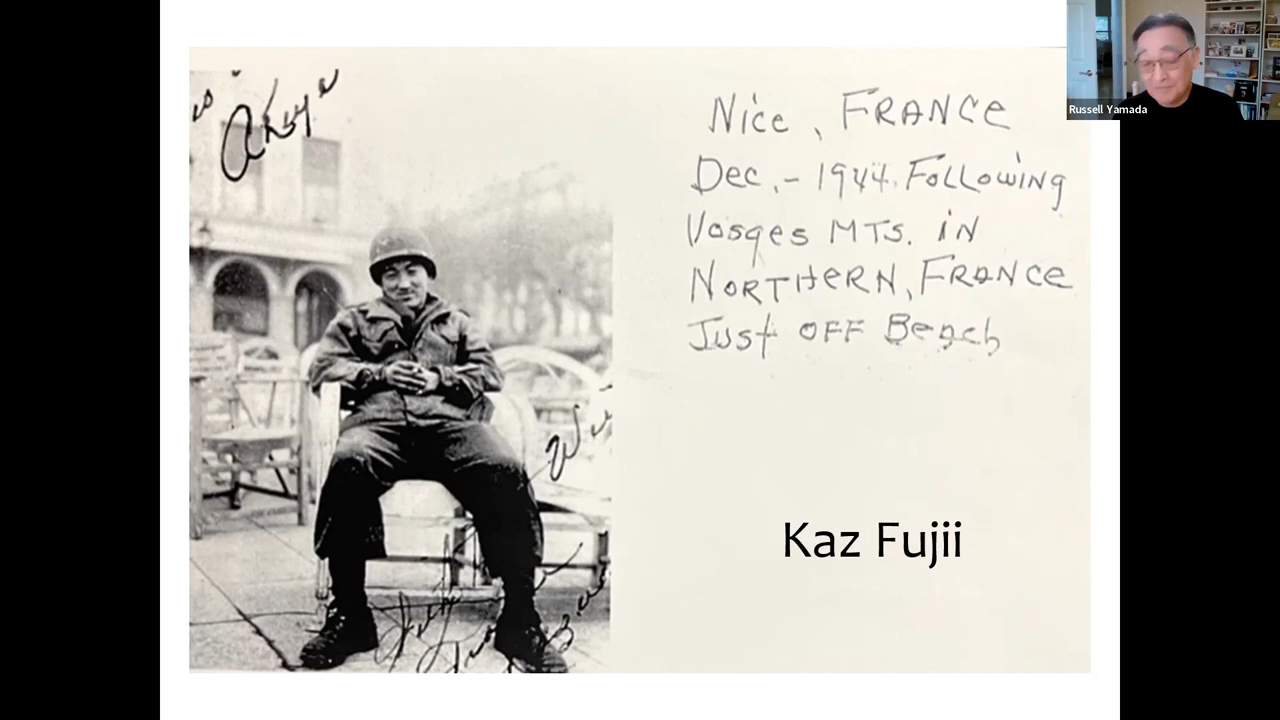 Nice, FRANCE
Dec.- 1944. Following
Vosges MTS. in
NORTHERN, FRANCE
Just OFF Beach
Kaz Fujii
Russell Yamada